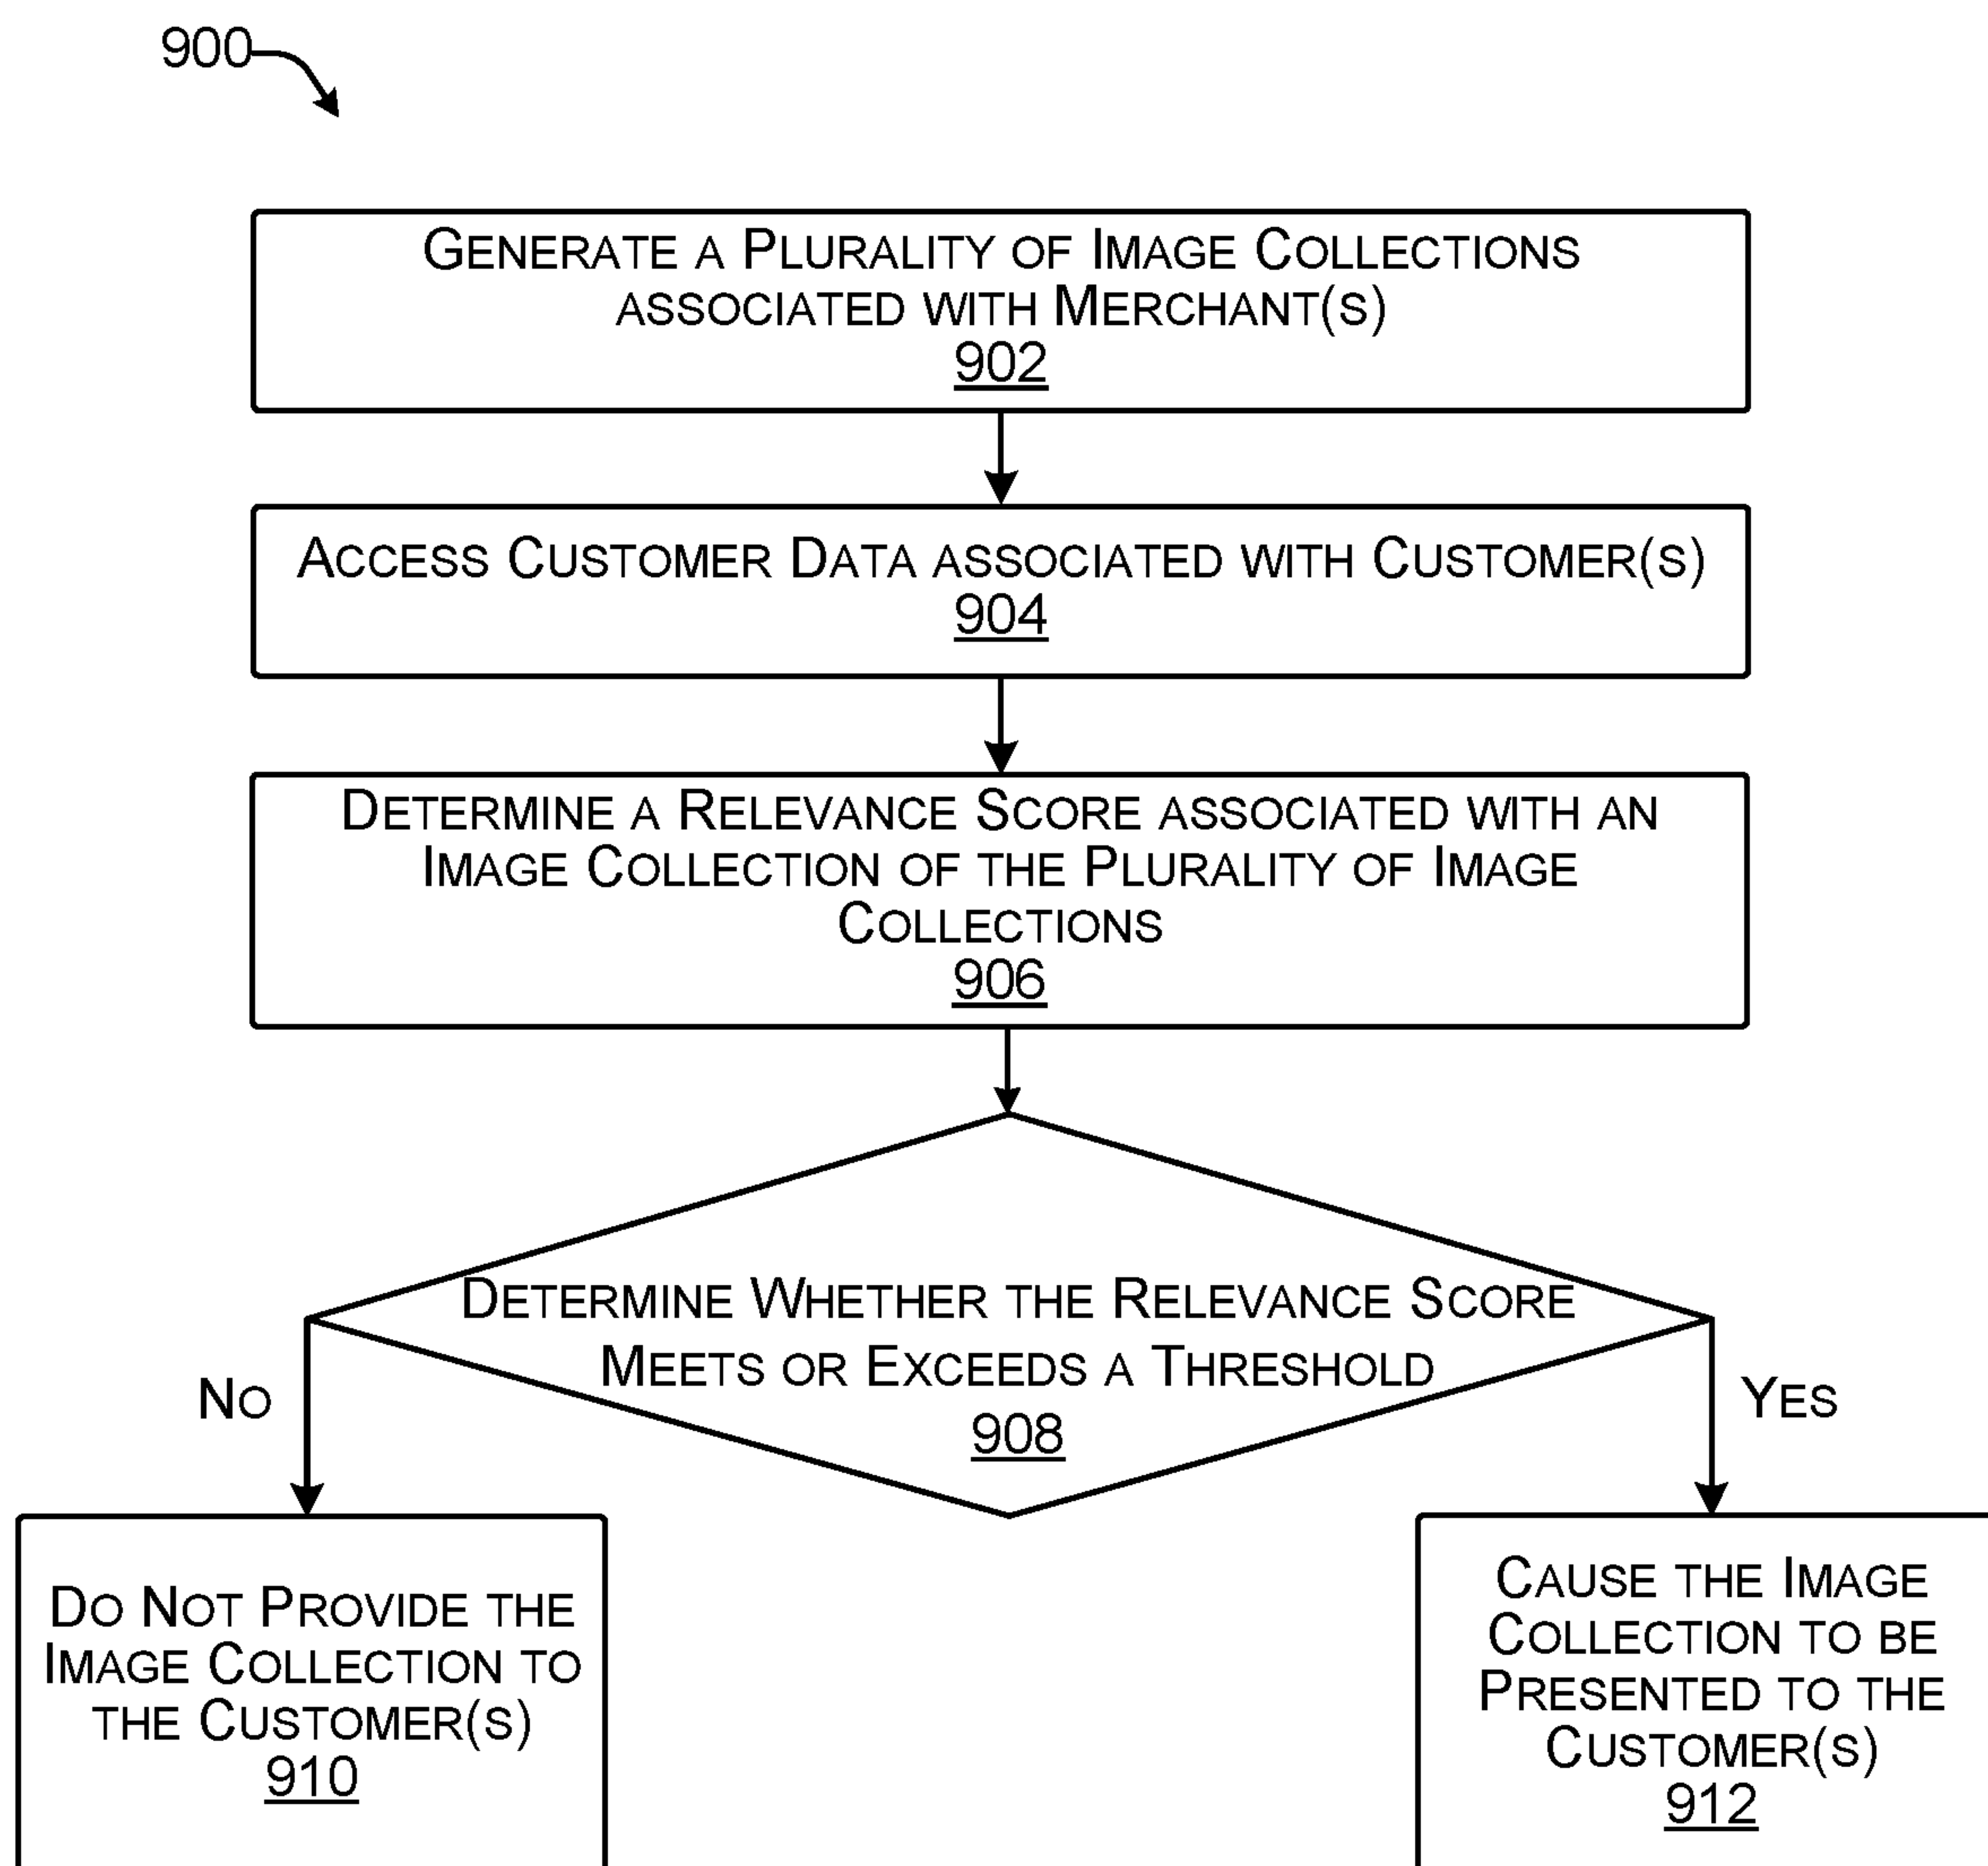 900
Generate a Plurality of Image Collections
associated with Merchant(s)
902
Access Customer Data associated with Customer(s)
904
Determine a Relevance Score associated with an
Image Collection of the Plurality of Image
Collections
906
Determine Whether the Relevance Score
Meets or Exceeds a Threshold
908
No
Yes
Do Not Provide the
Image Collection to
the Customer(s)
910
Cause the Image
Collection to be
Presented to the
Customer(s)
912